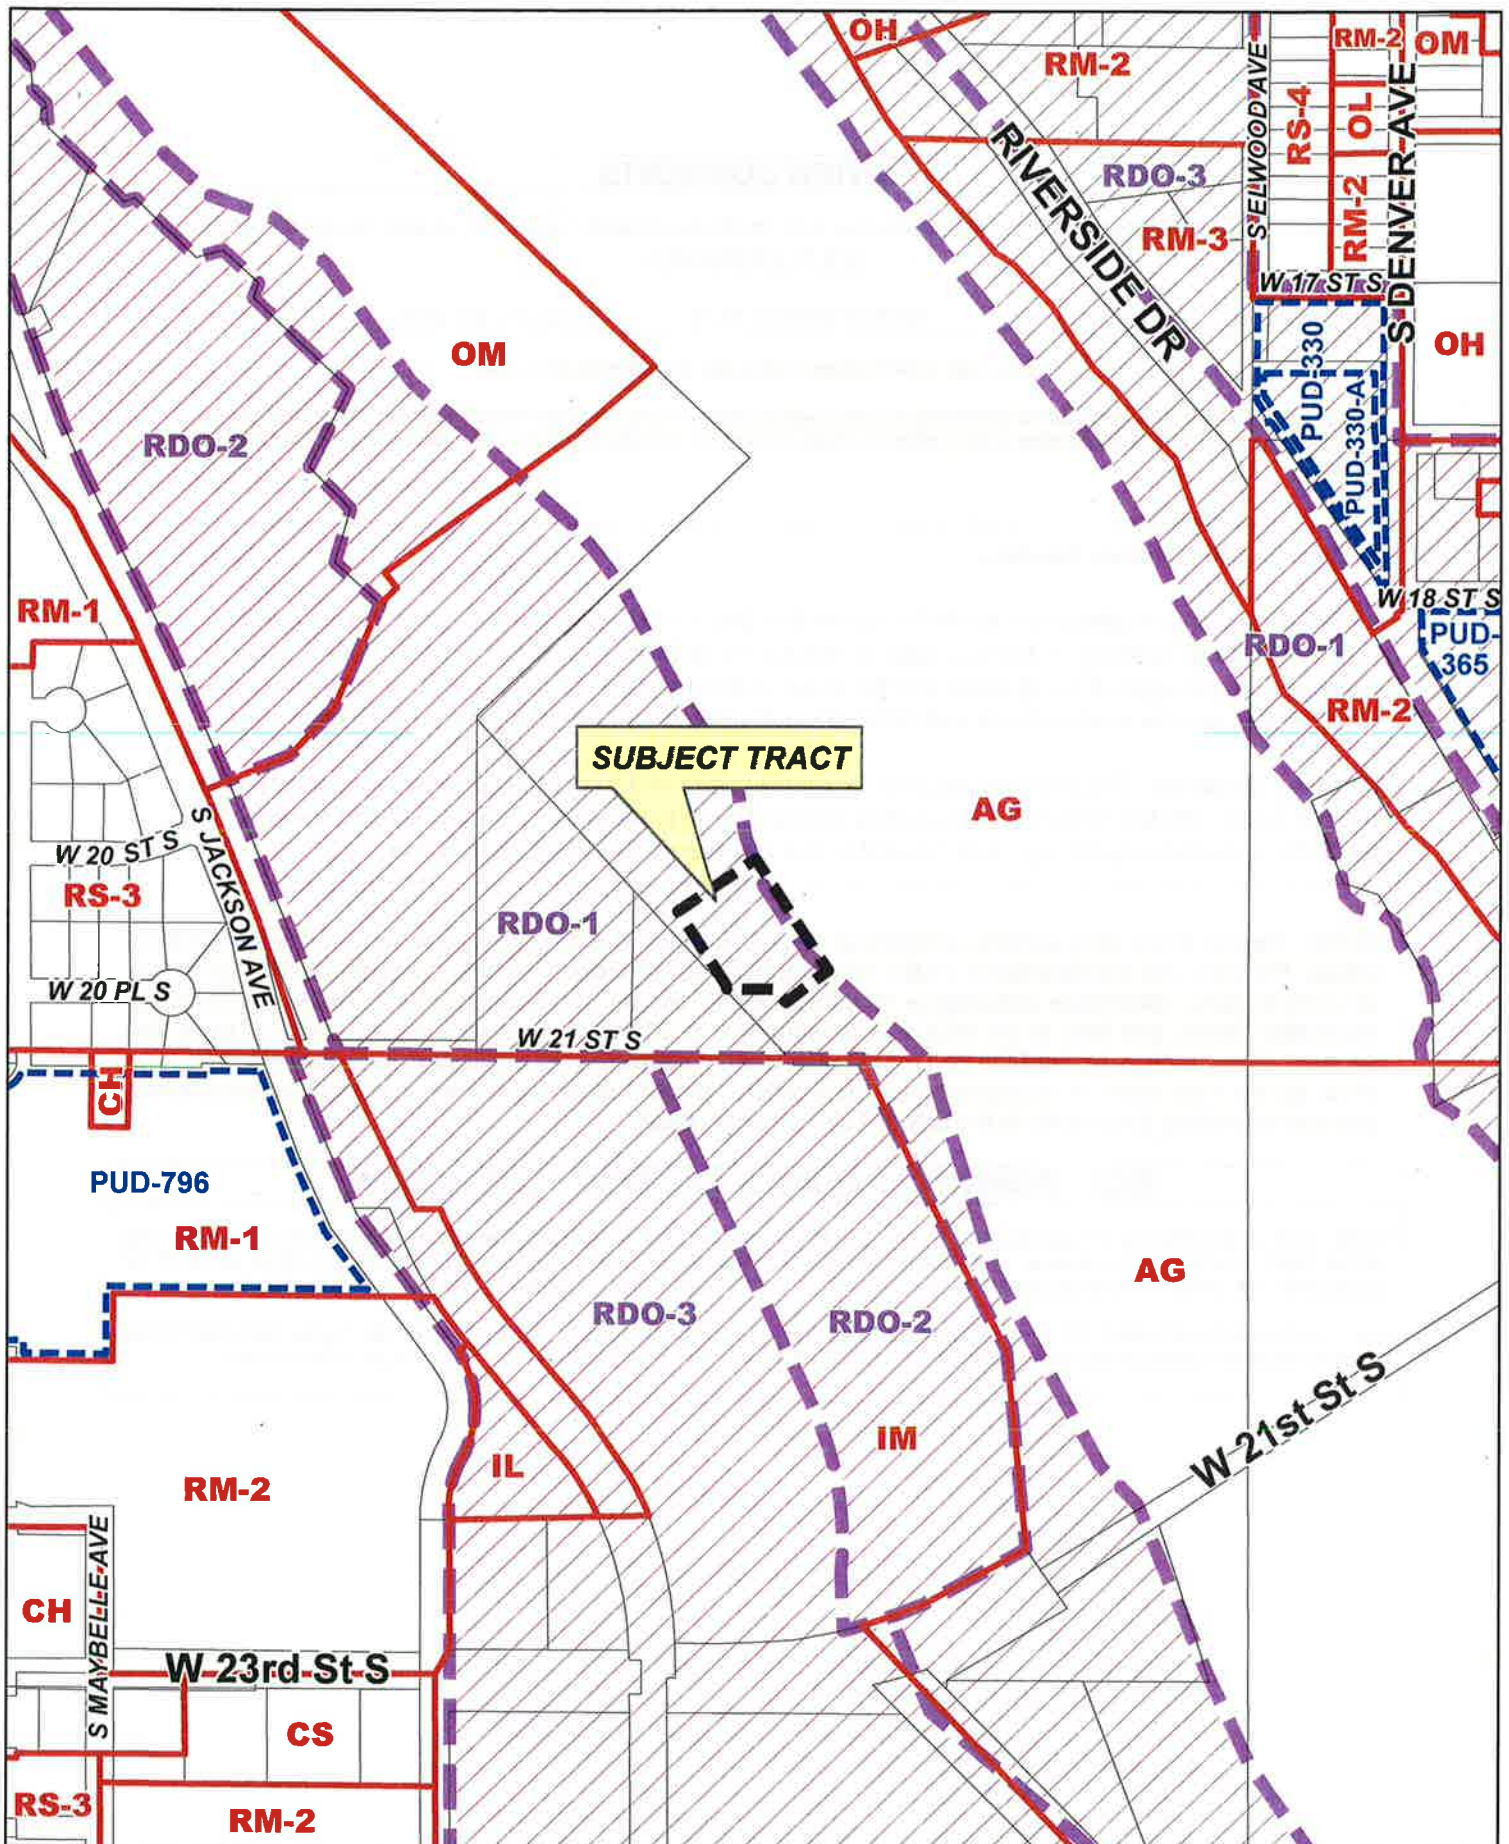 OH
RM-2
RM-2
OM
S ELWOOD AVE
RS-4
OL
S DENVER AVE
RIVERSIDE DR
RDO-3
RM-3
RM-2
W 17 ST S
OM
PUD-330
OH
PUD-330-A
RDO-2
RM-1
W 18 ST S
RDO-1
PUD-
365
RM-2
SUBJECT TRACT
AG
S JACKSON AVE
W 20 ST S
RS-3
RDO-1
W 20 PL S
W 21 ST S
CH
PUD-796
RM-1
AG
RDO-3
RDO-2
W 21st St S
IM
IL
RM-2
S MAYBELLE AVE
CH
W 23rd St S
CS
RS-3
RM-2